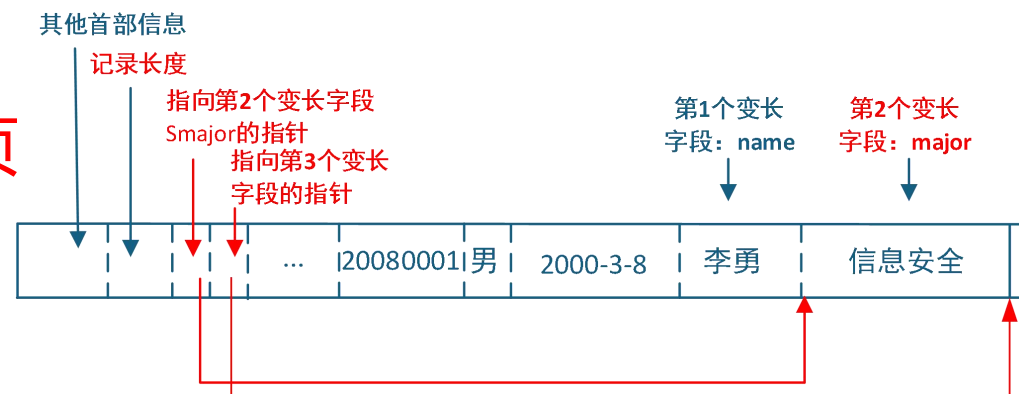 其他首部信息
记录长度
指向第2个变长字段
Smajor的指针
指向第3个变长
字段的指针
第1个变长
字段：name
第2个变长
字段：major
... 20080001 男 2000-3-8 李勇 信息安全